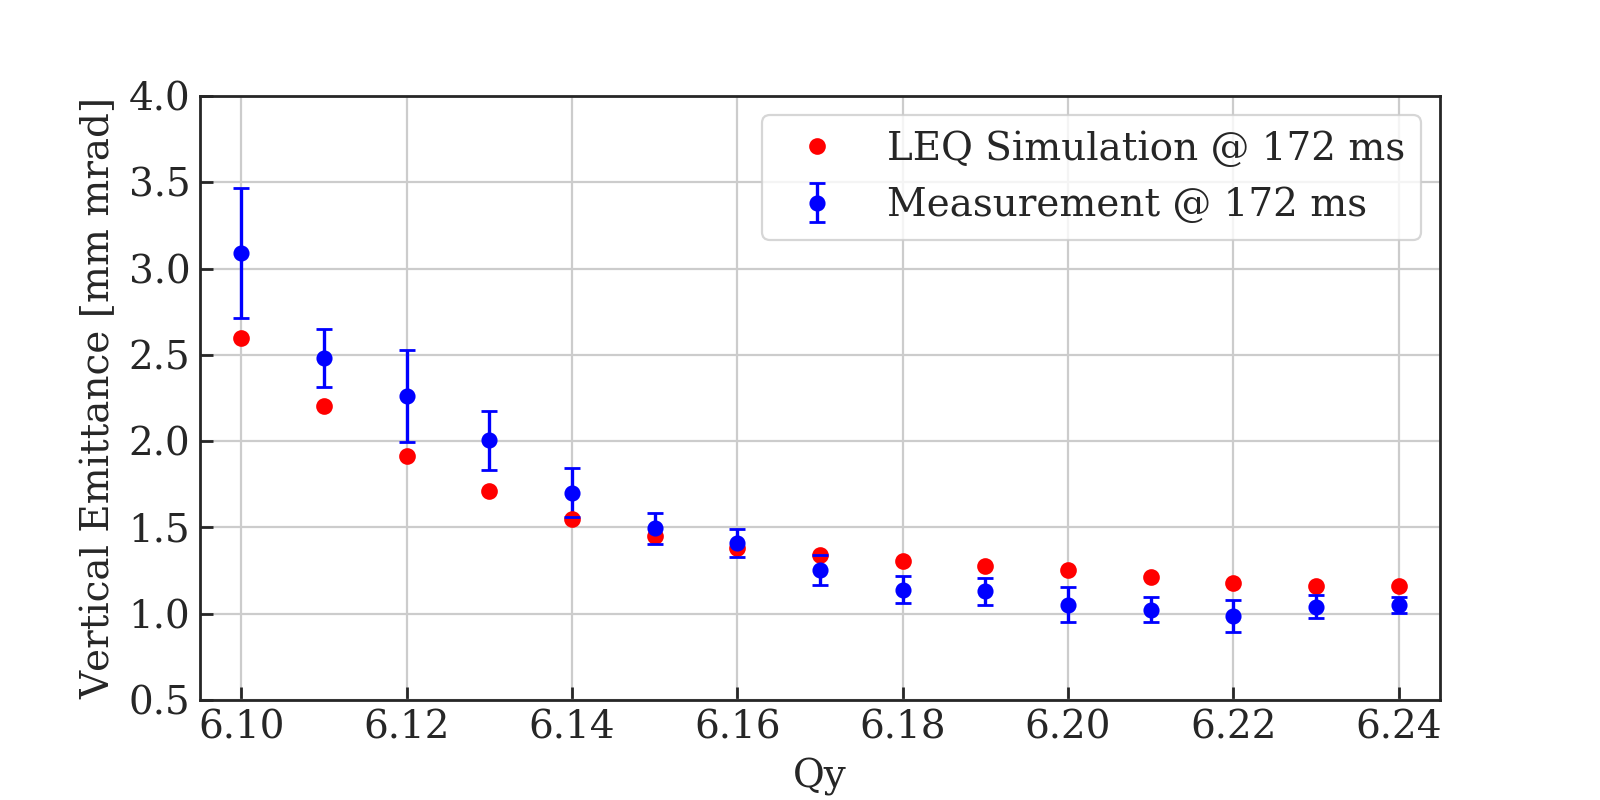 4.0
3.5
3.0
2.5
2.0
1.5
1.0
0.5
Vertical Emittance [mm mrad]
LEQ Simulation @ 172 ms
Measurement @ 172 ms
6.10 6.12 6.14 6.16 6.18 6.20 6.22 6.24
Qy